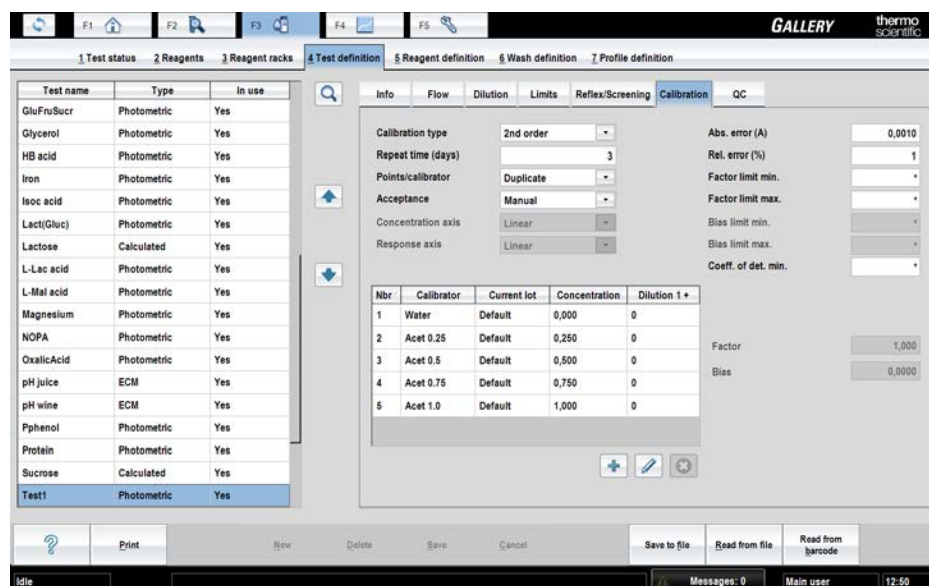 F1 F2 F3 F4 F5 GALLERY thermo scientific
1 Test status 2 Reagents 3 Reagent racks 4 Test definition 5 Reagent definition 6 Wash definition 7 Profile definition
Test name Type In use
GluFruSucr Photometric Yes
Glycerol Photometric Yes
HB acid Photometric Yes
Iron Photometric Yes
Isoc acid Photometric Yes
Lact(Gluc) Photometric Yes
Lactose Calculated Yes
L-Lac acid Photometric Yes
L-Mal acid Photometric Yes
Magnesium Photometric Yes
NOPA Photometric Yes
OxalicAcid Photometric Yes
pH juice ECM Yes
pH wine ECM Yes
Pphenol Photometric Yes
Protein Photometric Yes
Sucrose Calculated Yes
Test1 Photometric Yes
Info Flow Dilution Limits Reflex/Screening Calibration QC
Calibration type 2nd order
Repeat time (days) 3
Points/calibrator Duplicate
Acceptance Manual
Concentration axis Linear
Response axis Linear
Abs. error (A) 0,0010
Rel. error (%) 1
Factor limit min. *
Factor limit max. *
Bias limit min. *
Bias limit max. *
Coeff. of det. min. *
Nbr Calibrator Current lot Concentration Dilution 1 +
1 Water Default 0,000 0
2 Acet 0.25 Default 0,250 0
3 Acet 0.5 Default 0,500 0
4 Acet 0.75 Default 0,750 0
5 Acet 1.0 Default 1,000 0
Factor 1,000
Bias 0,0000
Print New Delete Save Cancel Save to file Read from file Read from barcode
Idle Messages: 0 Main user 12:50